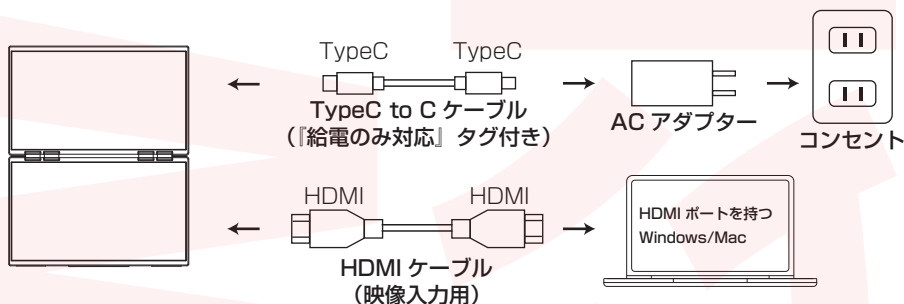 TypeC TypeC
TypeC to C ケーブル
(『給電のみ対応』タグ付き)
AC アダプター
コンセント
HDMI HDMI
HDMI ケーブル
(映像入力用)
HDMI ポートを持つ
Windows/Mac